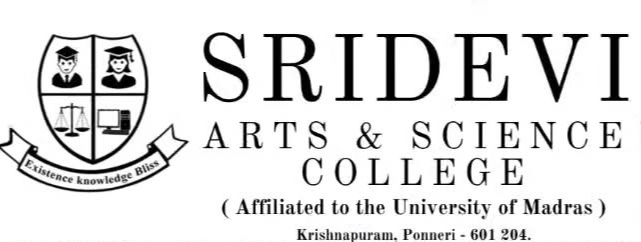 SRIDEVI
ARTS & SCIENCE
COLLEGE
( Affiliated to the University of Madras )
Krishnapuram, Ponneri - 601 204.
Existence knowledge Bliss